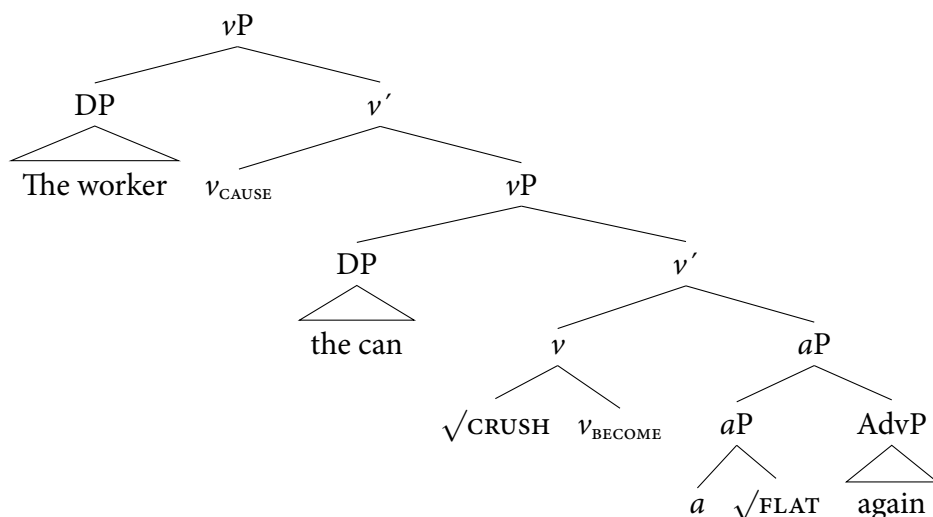 vP
DP v′
The worker vCAUSE vP
DP v′
the can v aP
√CRUSH vBECOME aP AdvP
a √FLAT again